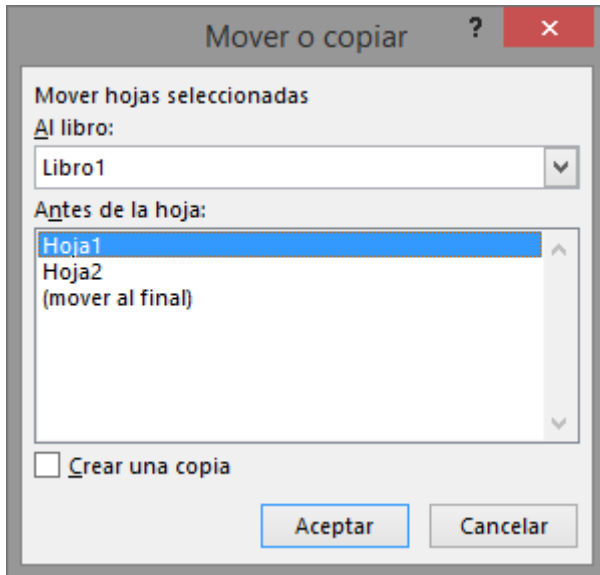 Mover o copiar ?
Mover hojas seleccionadas
Al libro:
Libro1
Antes de la hoja:
Hoja1
Hoja2
(mover al final)
Crear una copia
Aceptar Cancelar